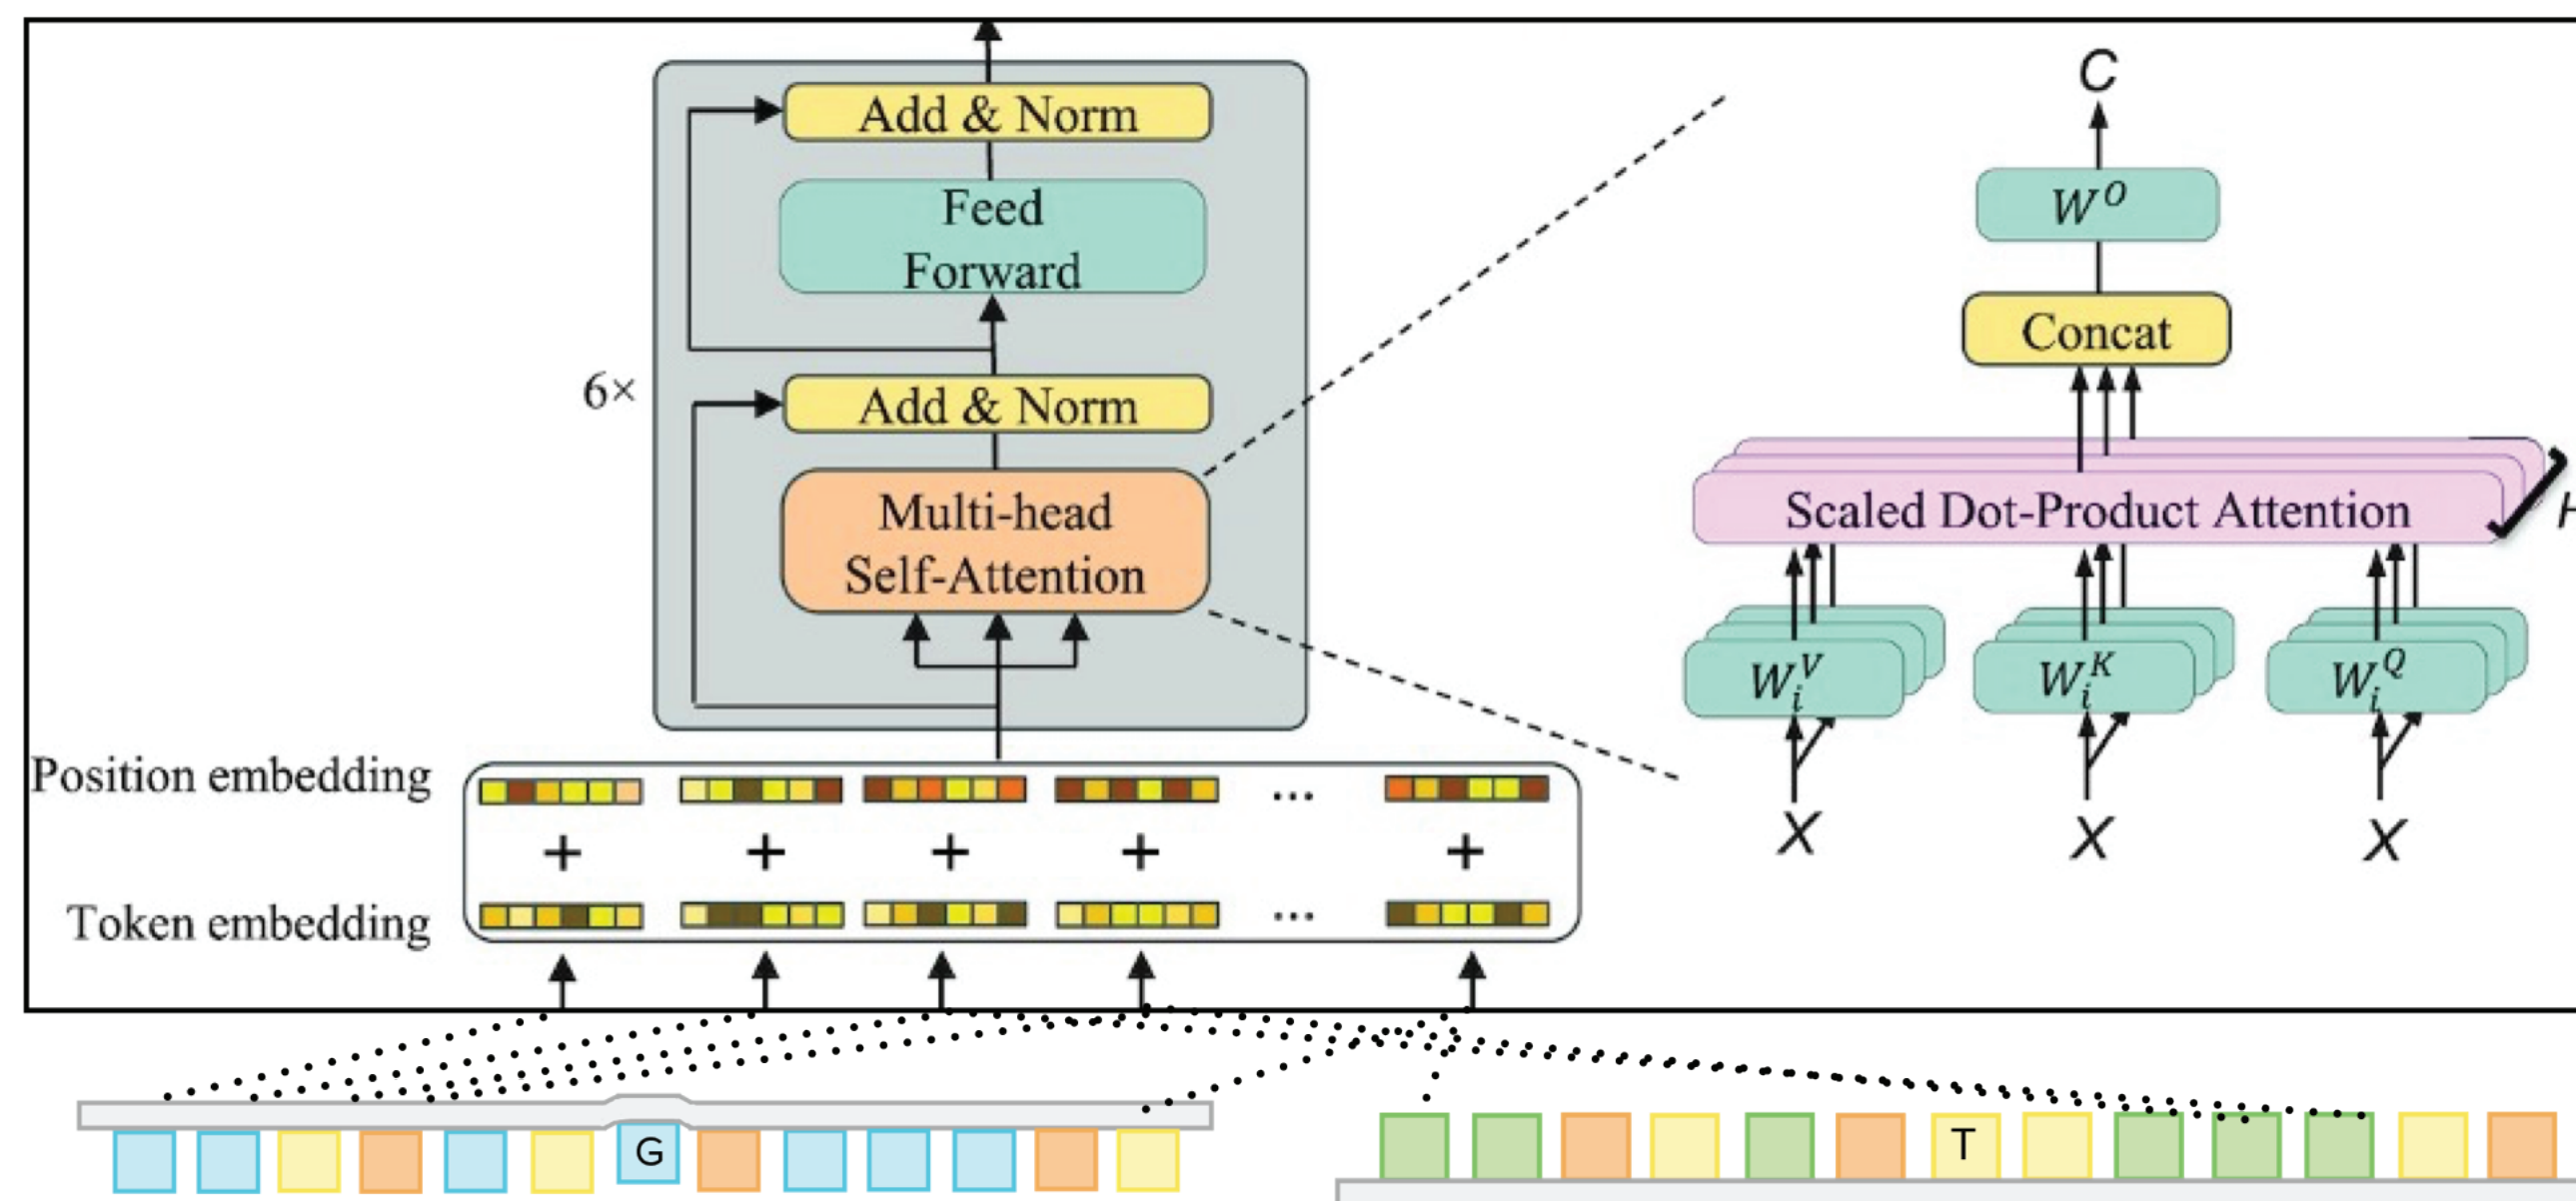 Add & Norm
Feed
Forward
6×
Add & Norm
Multi-head
Self-Attention
Position embedding
+ + + + ... +
Token embedding
...
C
W^O
Concat
Scaled Dot-Product Attention
W_i^V W_i^K W_i^Q
X X X
G
T